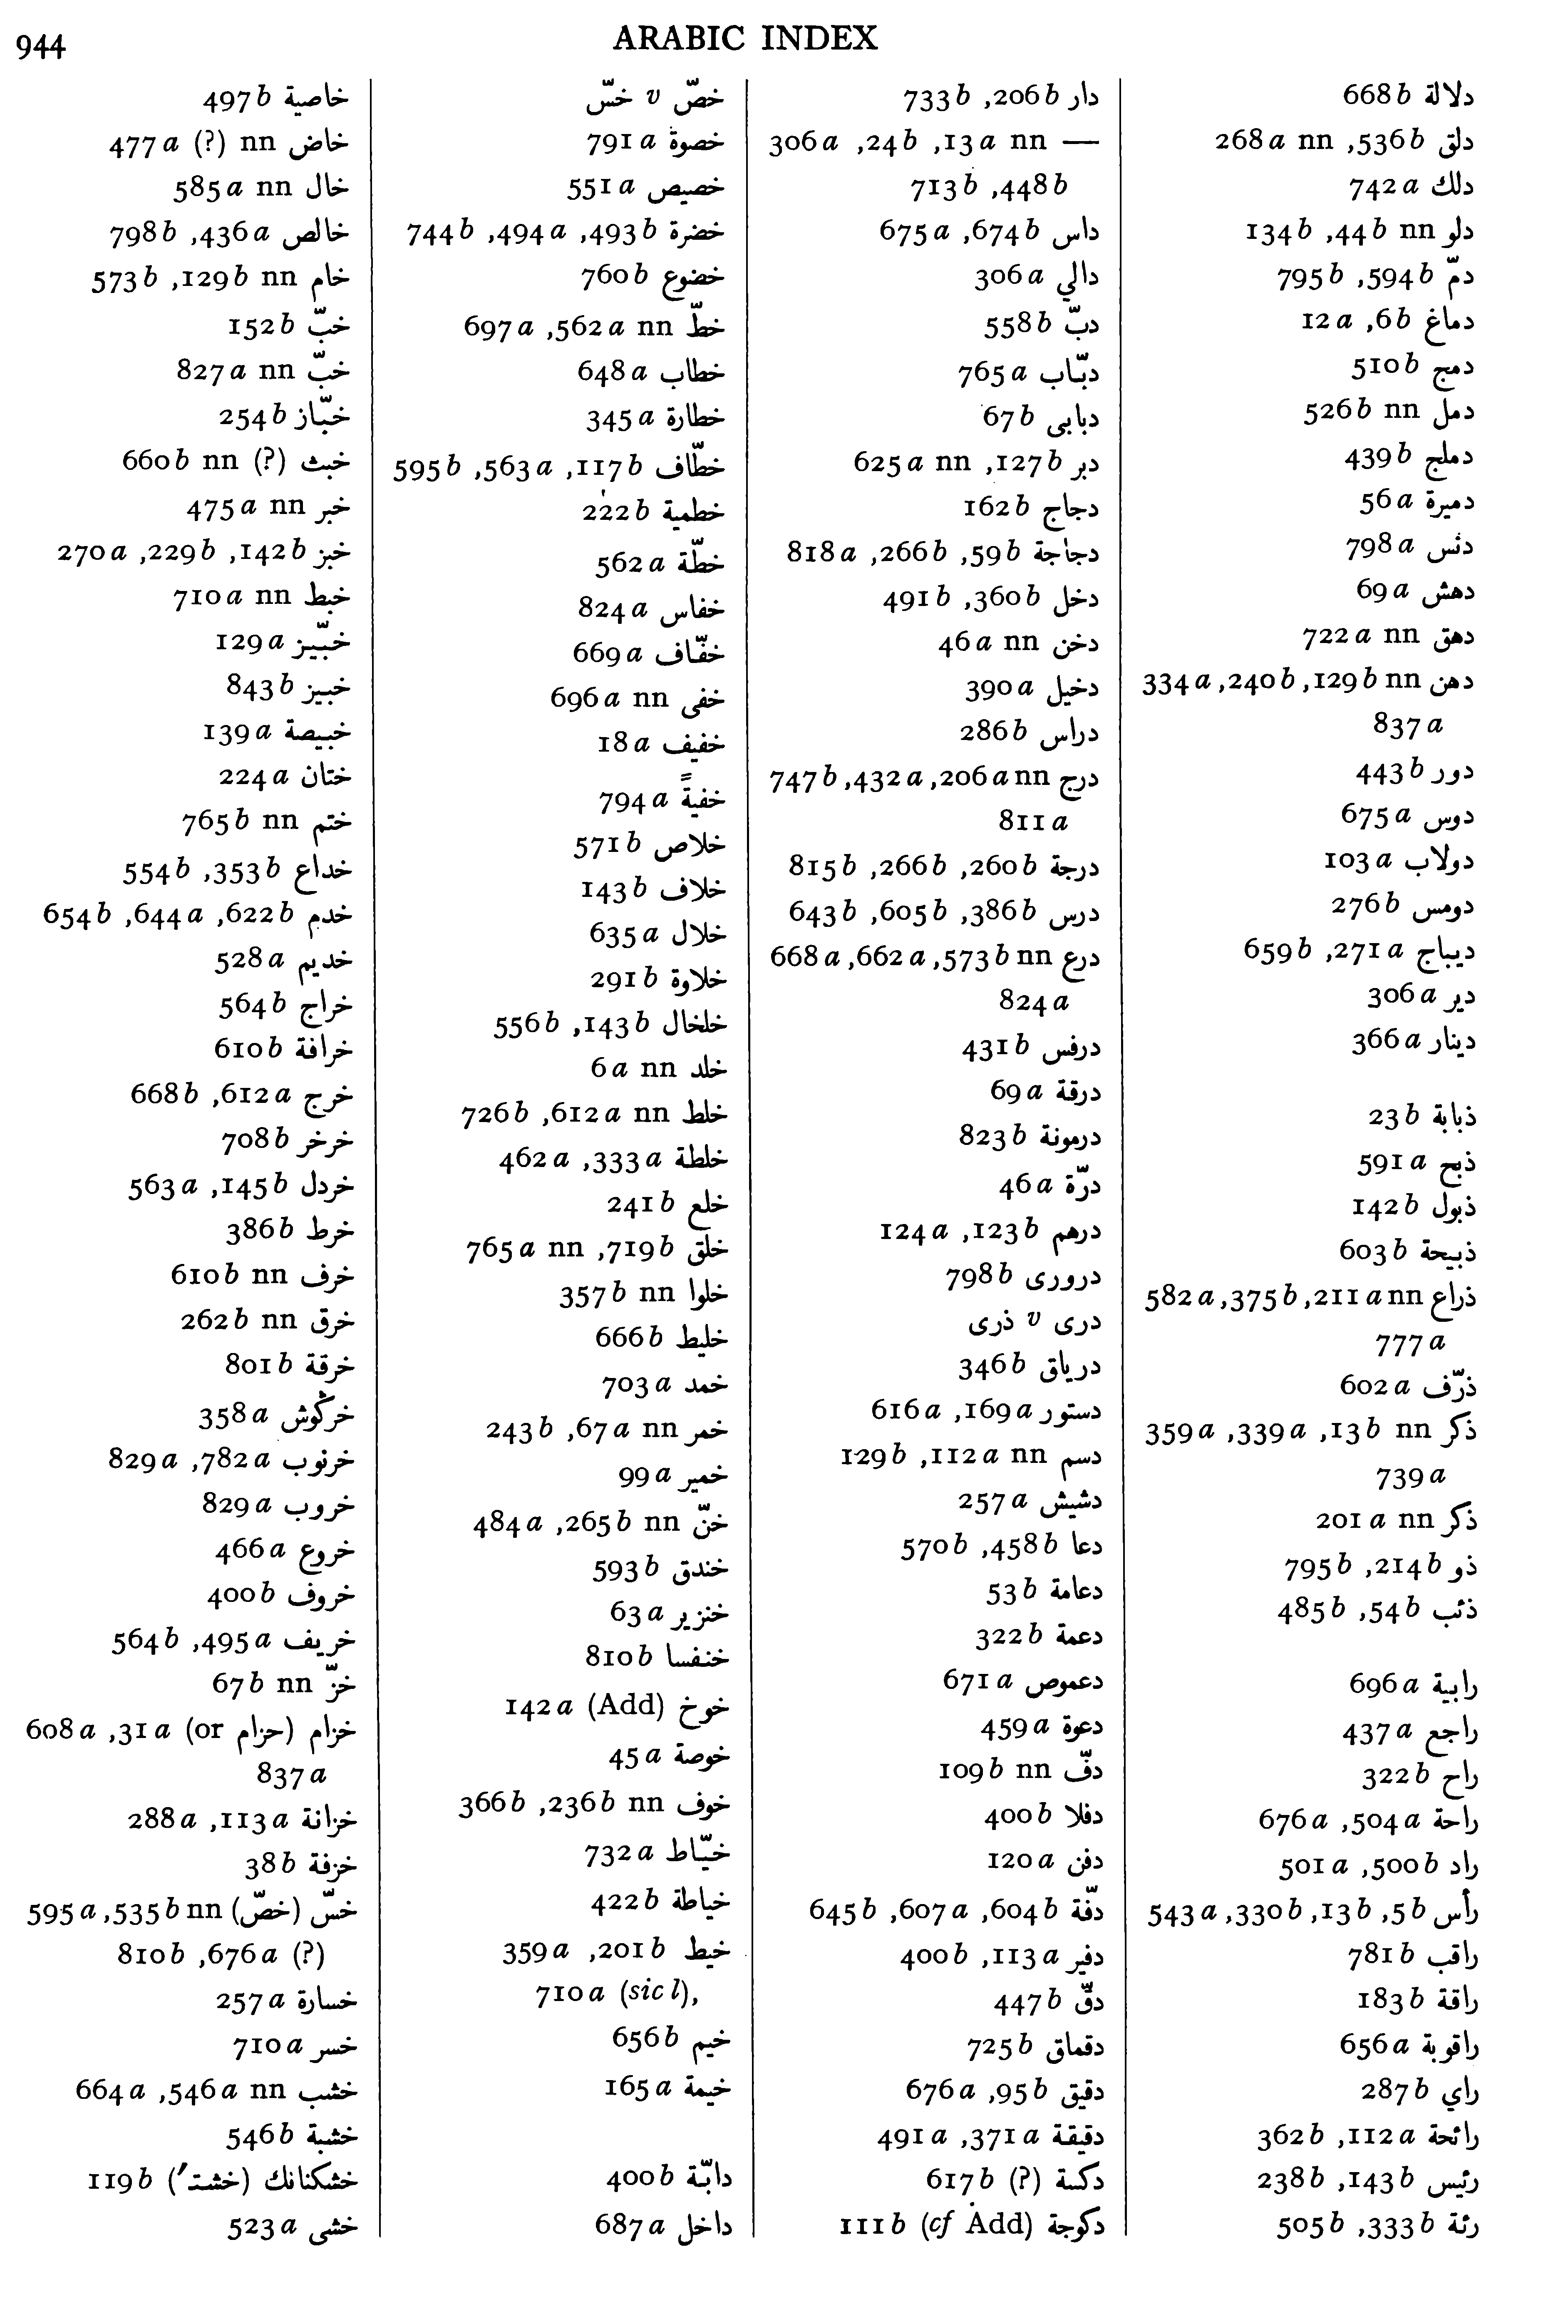 944
ARABIC INDEX
خاصية 497b
خاض nn (?) 477a
خال nn 585a
خالص 436a, 798b
خام nn 129b, 573b
خبّ 152b
خبّ nn 827a
خبّاز 254b
خبث (?) nn 660b
خبر nn 475a
خبز 142b, 229b, 270a
خبط nn 710a
خبّيز 129a
خبيز 843b
خبيصة 139a
ختان 224a
ختم nn 765b
خداع 353b, 554b
خدم 622b, 644a, 654b
خديم 528a
خراج 564b
خرافة 610b
خرج 612a, 668b
خرخر 708b
خردل 145b, 563a
خرط 386b
خرف nn 610b
خرق nn 262b
خرقة 801b
خركوش 358a
خرنوب 782a, 829a
خروب 829a
خروع 466a
خروف 400b
خريف 495a, 564b
خزّ nn 67b
خزام (or حزام) 31a, 608a
837a
خزانة 113a, 288a
خزفة 38b
خسّ (خصّ) nn 535b, 595a
(?) 676a, 810b
خسارة 257a
خسر 710a
خشب nn 546a, 664a
خشبة 546b
خشكنانك (خشتـ′) 119b
خشى 523a
خصّ v خسّ
خصوة 791a
خصيص 551a
خضرة 493b, 494a, 744b
خضوع 760b
خطّ nn 562a, 697a
خطاب 648a
خطارة 345a
خطّاف 117b, 563a, 595b
خطمية 222b
خطّة 562a
خفاس 824a
خفّاف 669a
خفى nn 696a
خفيف 18a
خفيةً 794a
خلاص 571b
خلاف 143b
خلال 635a
خلاوة 291b
خلخال 143b, 556b
خلد nn 6a
خلط nn 612a, 726b
خلطة 333a, 462a
خلع 241b
خلق 719b, nn 765a
خلوا nn 357b
خليط 666b
خمد 703a
خمر nn 67a, 243b
خمير 99a
خنّ nn 265b, 484a
خندق 593b
خنزير 63a
خنفسا 810b
خوخ (Add) 142a
خوصة 45a
خوف nn 236b, 366b
خيّاط 732a
خياطة 422b
خيط 201b, 359a
,(sic l) 710a
خيم 656b
خيمة 165a
دابّة 400b
داخل 687a
دار 206b, 733b
— nn 13a, 24b, 306a
448b, 713b
داس 674b, 675a
دالي 306a
دبّ 558b
دبّاب 765a
دبابى 67b
دبر 127b, nn 625a
دجاج 162b
دجاجة 59b, 266b, 818a
دخل 360b, 491b
دخن nn 46a
دخيل 390a
دراس 286b
درج nn 206a, 432a, 747b
811a
درجة 260b, 266b, 815b
درس 386b, 605b, 643b
درع nn 573b, 662a, 668a
824a
درفس 431b
درقة 69a
درمونة 823b
درّة 46a
درهم 123b, 124a
دروری 798b
دری v ذری
درياق 346b
دستور 169a, 616a
دسم nn 112a, 129b
دشيش 257a
دعا 458b, 570b
دعامة 53b
دعمة 322b
دعموص 671a
دعوة 459a
دفّ nn 109b
دفلا 400b
دفن 120a
دفّة 604b, 607a, 645b
دفير 113a, 400b
دقّ 447b
دقماق 725b
دقيق 95b, 676a
دقيقة 371a, 491a
دكسة (?) 617b
دكوجة (cf Add) 111b
دلالة 668b
دلق 536b, nn 268a
دلك 742a
دلو nn 44b, 134b
دمّ 594b, 795b
دماغ 6b, 12a
دمج 510b
دمل nn 526b
دملج 439b
دميرة 56a
دنس 798a
دهش 69a
دهق nn 722a
دهن nn 129b, 240b, 334a
837a
دور 443b
دوس 675a
دولاب 103a
دومس 276b
ديباج 271a, 659b
دير 306a
دينار 366a
ذبابة 23b
ذبح 591a
ذبول 142b
ذبيحة 603b
ذراع nn 211a, 375b, 582a
777a
ذرّف 602a
ذكر nn 13b, 339a, 359a
739a
ذكر nn 201a
ذو 214b, 795b
ذئب 54b, 485b
رابية 696a
راجع 437a
راح 322b
راحة 504a, 676a
راد 500b, 501a
رأس 5b, 13b, 330b, 543a
راقب 781b
راقة 183b
راقوبة 656a
راي 287b
رائحة 112a, 362b
رئيس 143b, 238b
رئة 333b, 505b